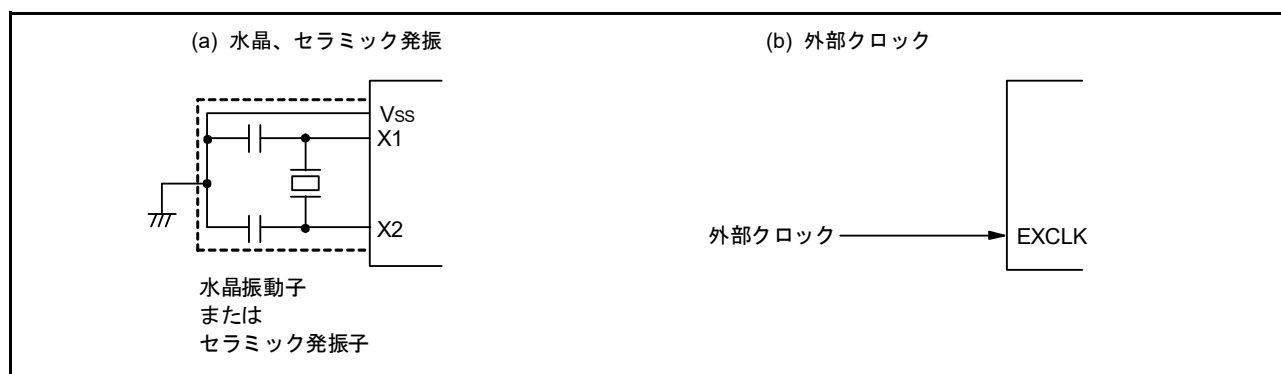 (a) 水晶、セラミック発振
VSS
X1
X2
水晶振動子
または
セラミック発振子
(b) 外部クロック
外部クロック
EXCLK